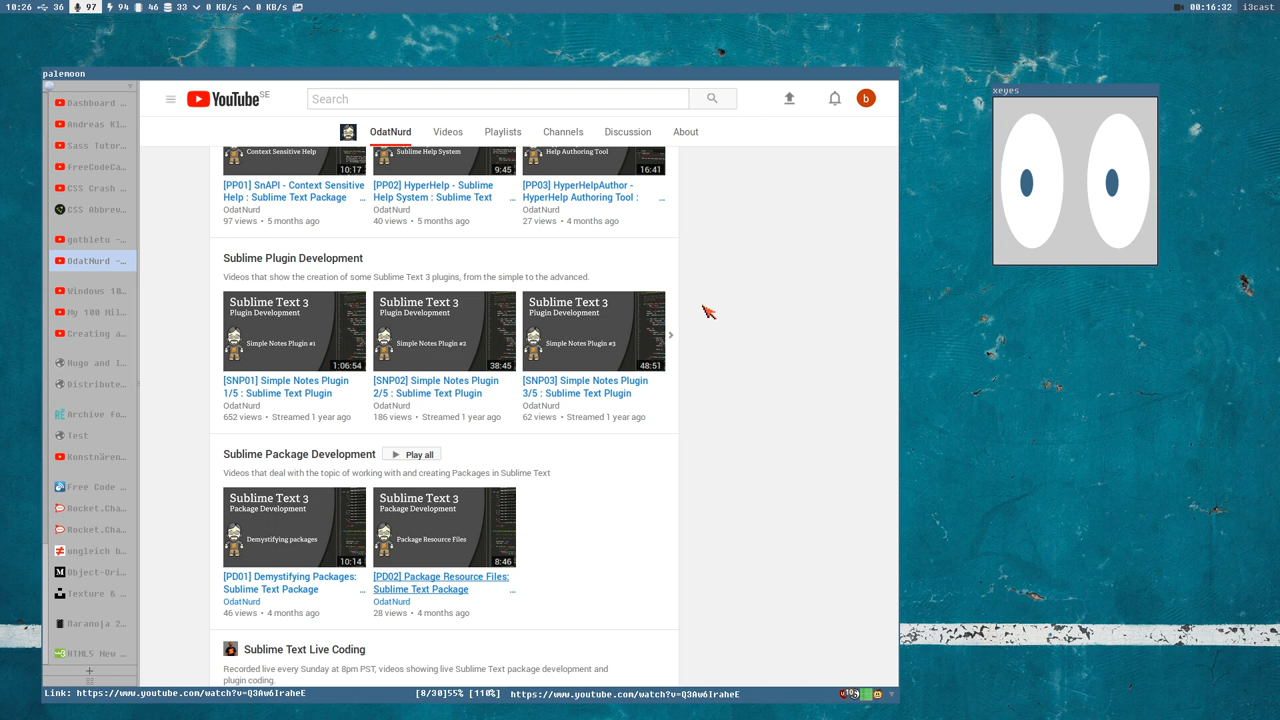 10:26 36 97 94 46 33 0 KB/s 0 KB/s
00:16:32 i3cast
palemoon
xeyes
YouTube SE
Search
b
OdatNurd Videos Playlists Channels Discussion About
Dashboard …
Andreas Kl…
Sass Tutor…
FreeCodeCa…
CSS Crash …
CSS Abbrev…
gotbletu -…
OdatNurd -…
Windows 10…
My 100 Mil…
Creating a…
Hugo and I…
Distribute…
Archive Fo…
Test
Konstnären…
Free Code …
Rocket.Cha…
Rocket.Cha…
ungleich b…
Object-Ori…
Texture & …
Naranoja 2…
HTML5 New …
Context Sensitive Help 10:17
Sublime Help System 9:45
Help Authoring Tool 16:41
[PP01] SnAPI - Context Sensitive
Help : Sublime Text Package ...
OdatNurd
97 views • 5 months ago
[PP02] HyperHelp - Sublime
Help System : Sublime Text
OdatNurd
40 views • 5 months ago
[PP03] HyperHelpAuthor -
HyperHelp Authoring Tool : ...
OdatNurd
27 views • 4 months ago
Sublime Plugin Development
Videos that show the creation of some Sublime Text 3 plugins, from the simple to the advanced.
Sublime Text 3
Plugin Development
Simple Notes Plugin #1
1:06:54
Sublime Text 3
Plugin Development
Simple Notes Plugin #2
38:45
Sublime Text 3
Plugin Development
Simple Notes Plugin #3
48:51
[SNP01] Simple Notes Plugin
1/5 : Sublime Text Plugin
OdatNurd
652 views • Streamed 1 year ago
[SNP02] Simple Notes Plugin
2/5 : Sublime Text Plugin
OdatNurd
186 views • Streamed 1 year ago
[SNP03] Simple Notes Plugin
3/5 : Sublime Text Plugin
OdatNurd
62 views • Streamed 1 year ago
Sublime Package Development Play all
Videos that deal with the topic of working with and creating Packages in Sublime Text
Sublime Text 3
Package Development
Demystifying packages
10:14
Sublime Text 3
Package Development
Package Resource Files
8:46
[PD01] Demystifying Packages:
Sublime Text Package ...
OdatNurd
46 views • 4 months ago
[PD02] Package Resource Files:
Sublime Text Package ...
OdatNurd
28 views • 4 months ago
Sublime Text Live Coding
Recorded live every Sunday at 8pm PST, videos showing live Sublime Text package development and
plugin coding.
Link: https://www.youtube.com/watch?v=Q3Aw6IraheE [8/30]55% [110%] https://www.youtube.com/watch?v=Q3Aw6IraheE